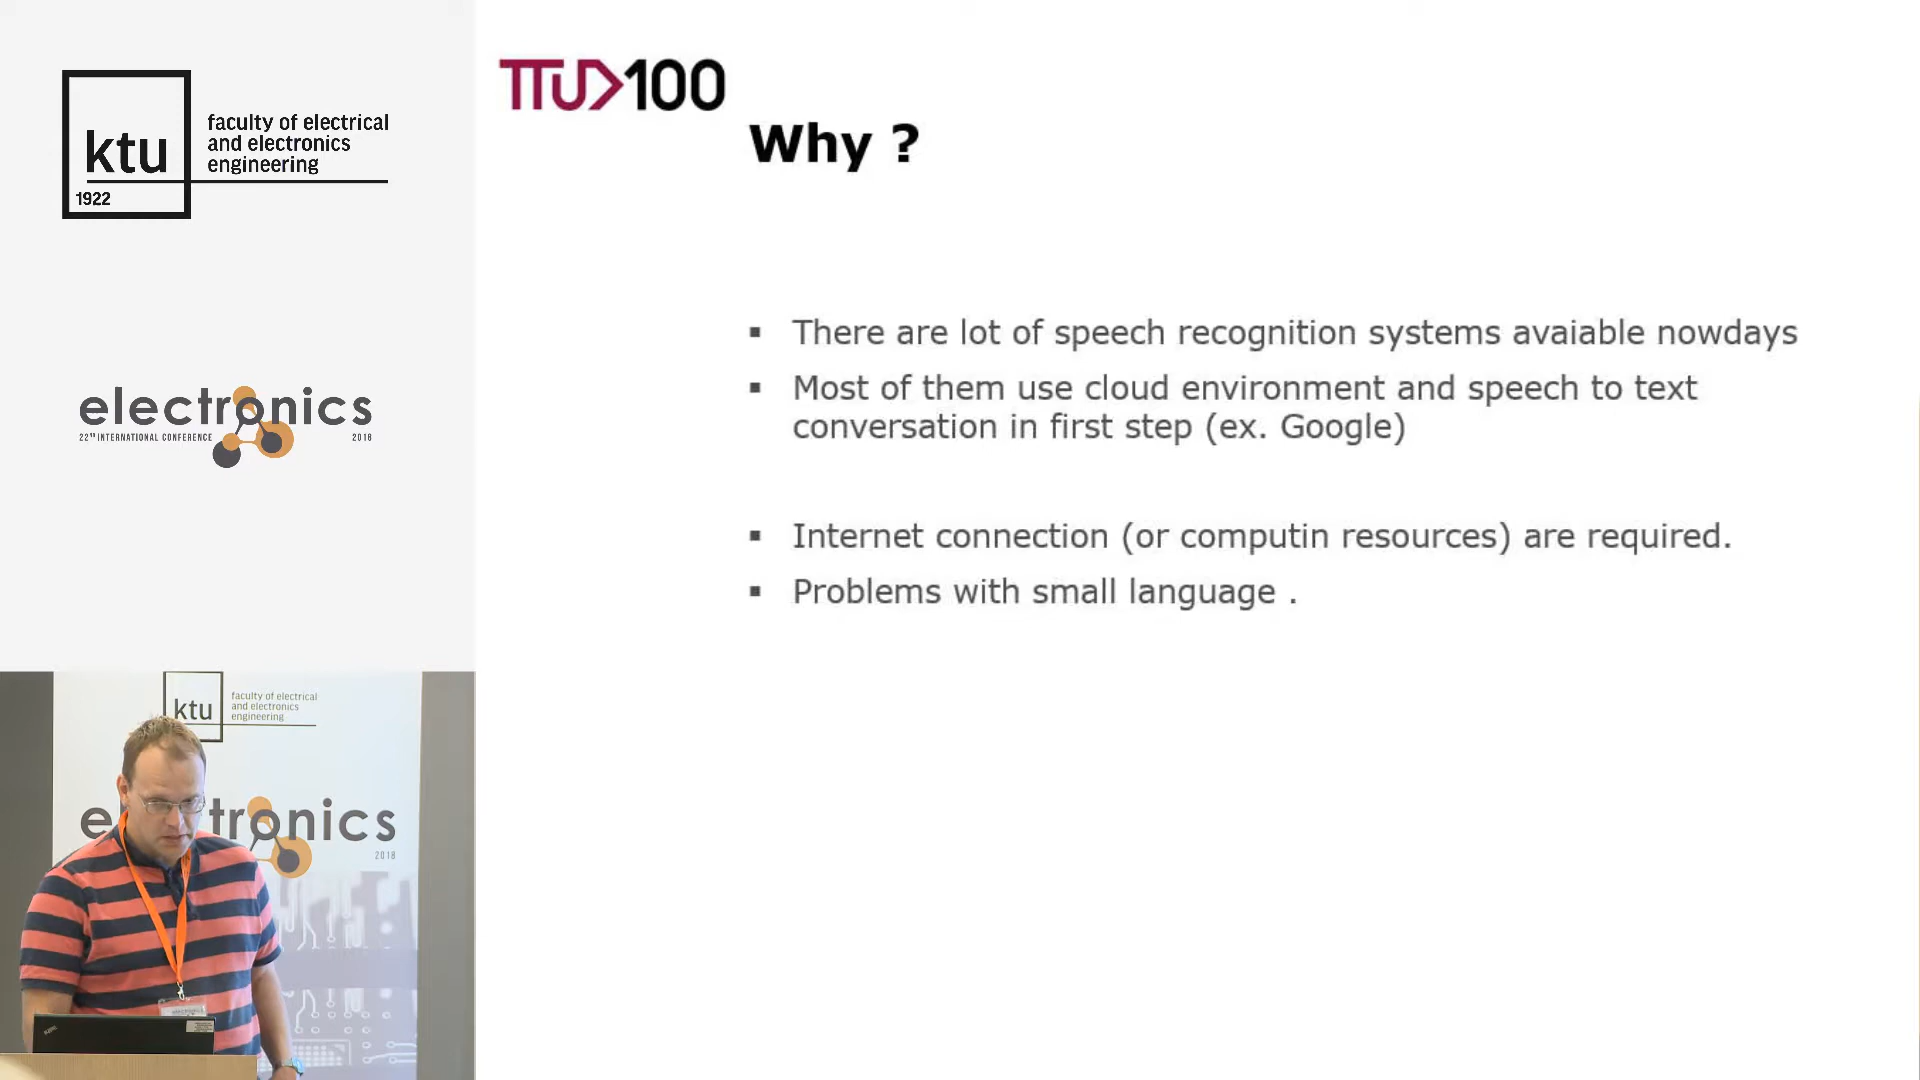 ktu
1922
faculty of electrical
and electronics
engineering
electronics
22nd INTERNATIONAL CONFERENCE 2018
TTU>100
Why ?
▪ There are lot of speech recognition systems avaiable nowdays
▪ Most of them use cloud environment and speech to text
conversation in first step (ex. Google)
▪ Internet connection (or computin resources) are required.
▪ Problems with small language .
ktu
faculty of electrical
and electronics
engineering
electronics
2018